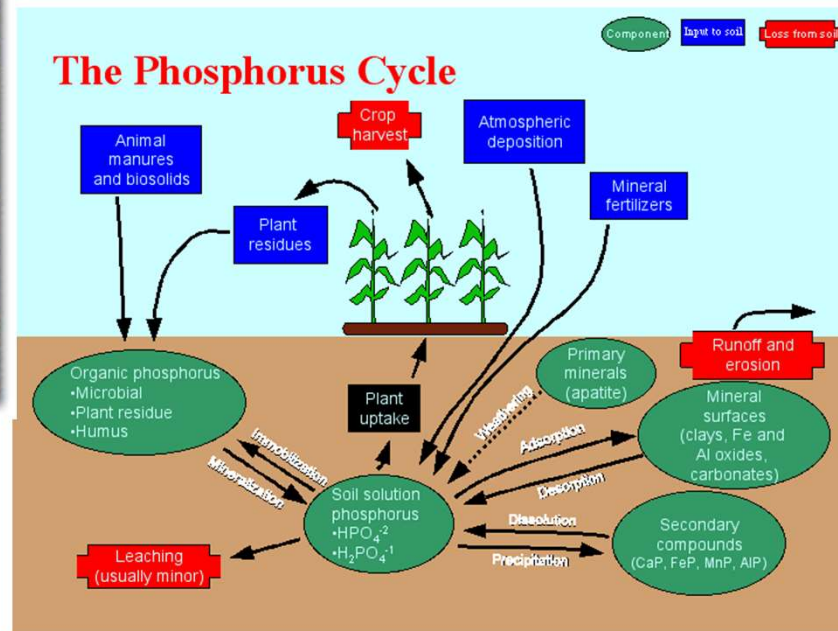 Component
Input to soil
Loss from soil
The Phosphorus Cycle
Crop
harvest
Atmospheric
deposition
Animal
manures
and biosolids
Mineral
fertilizers
Plant
residues
Runoff and
erosion
Primary
minerals
(apatite)
Organic phosphorus
•Microbial
•Plant residue
•Humus
Plant
uptake
Weathering
Mineral
surfaces
(clays, Fe and
Al oxides,
carbonates)
Adsorption
Desorption
Immobilization
Mineralization
Soil solution
phosphorus
•HPO₄⁻²
•H₂PO₄⁻¹
Dissolution
Precipitation
Secondary
compounds
(CaP, FeP, MnP, AlP)
Leaching
(usually minor)